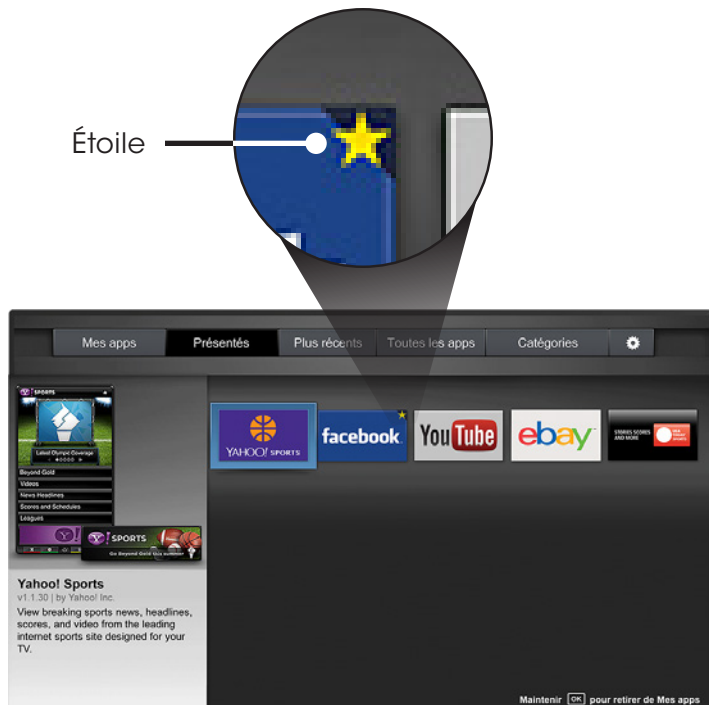 Étoile
Mes apps
Présentés
Plus récents
Toutes les apps
Catégories
Y! SPORTS
Latest Olympic Coverage
Beyond Gold
Videos
News Headlines
Scores and Schedules
Leagues
Y!
Y! SPORTS
Go Beyond Gold this summer
YAHOO! SPORTS
facebook
YouTube
ebay
STORIES SCORES
AND MORE
Yahoo! Sports
v1.1.30 | by Yahoo! Inc.
View breaking sports news, headlines,
scores, and video from the leading
internet sports site designed for your
TV.
Maintenir OK pour retirer de Mes apps